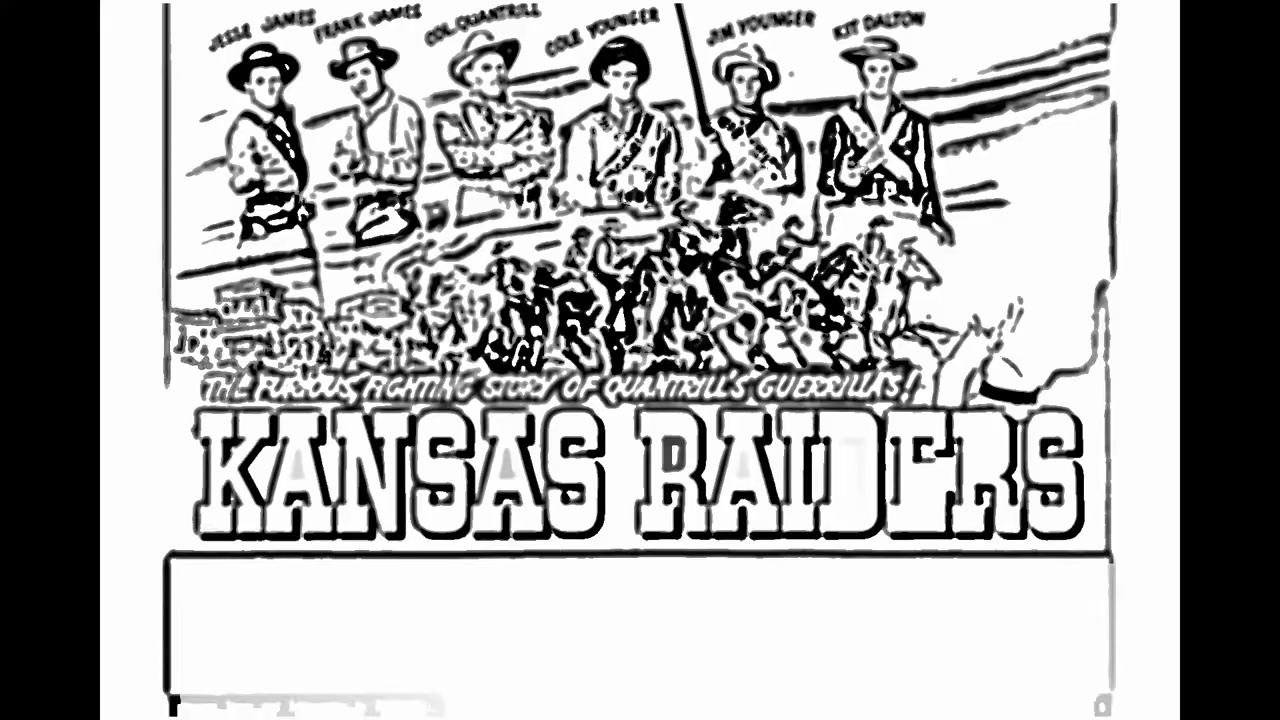 JESSE JAMES
FRANK JAMES
COL. QUANTRILL
COLE YOUNGER
JIM YOUNGER
KIT DALTON
THE FURIOUS, FIGHTING STORY OF QUANTRILL'S GUERRILLAS!
KANSAS RAIDERS